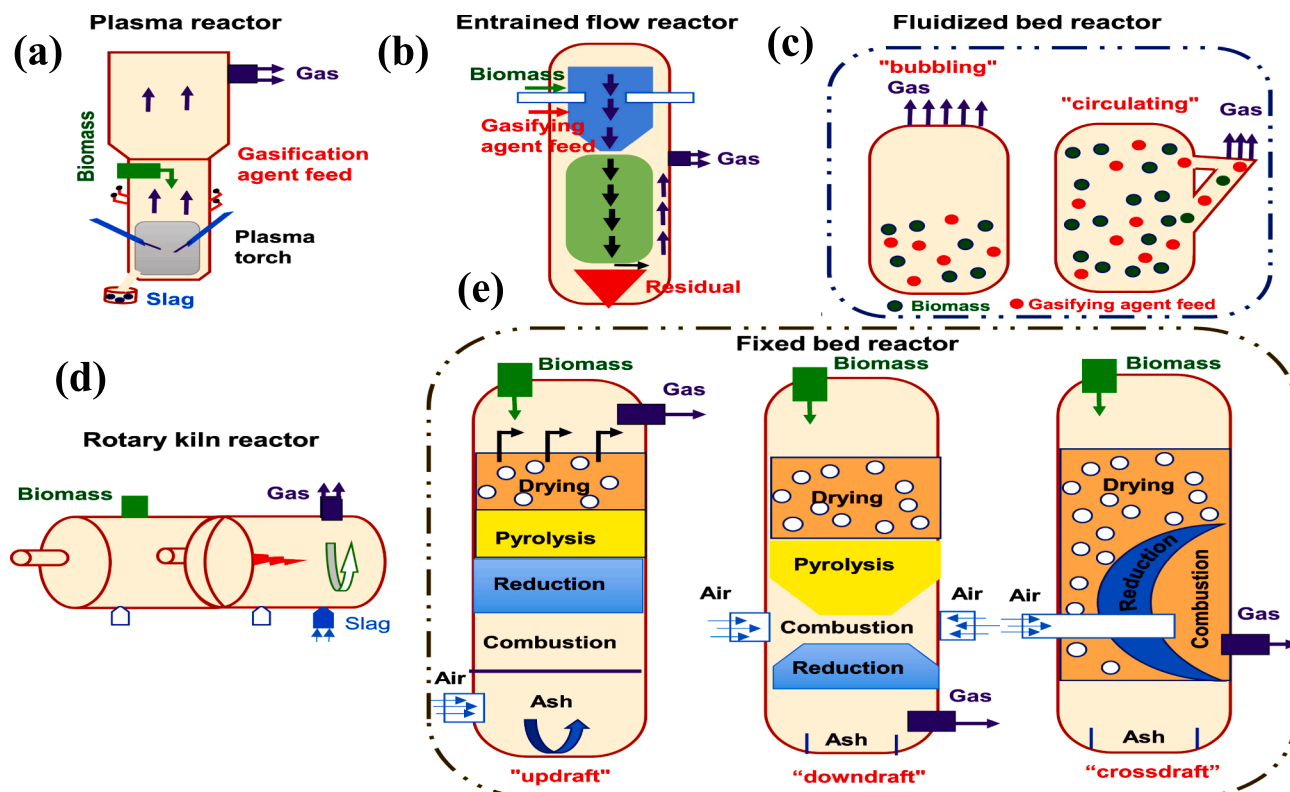 (a)
Plasma reactor
Gas
Biomass
Gasification
agent feed
Plasma
torch
Slag
(b)
Entrained flow reactor
Biomass
Gasifying
agent feed
Gas
Residual
(c)
Fluidized bed reactor
"bubbling"
Gas
"circulating"
Gas
Biomass
Gasifying agent feed
(d)
Rotary kiln reactor
Biomass
Gas
Slag
(e)
Fixed bed reactor
Biomass
Gas
Drying
Pyrolysis
Reduction
Combustion
Air
Ash
"updraft"
Biomass
Drying
Pyrolysis
Air
Combustion
Air
Reduction
Gas
Ash
“downdraft"
Biomass
Drying
Reduction
Combustion
Air
Gas
Ash
“crossdraft”